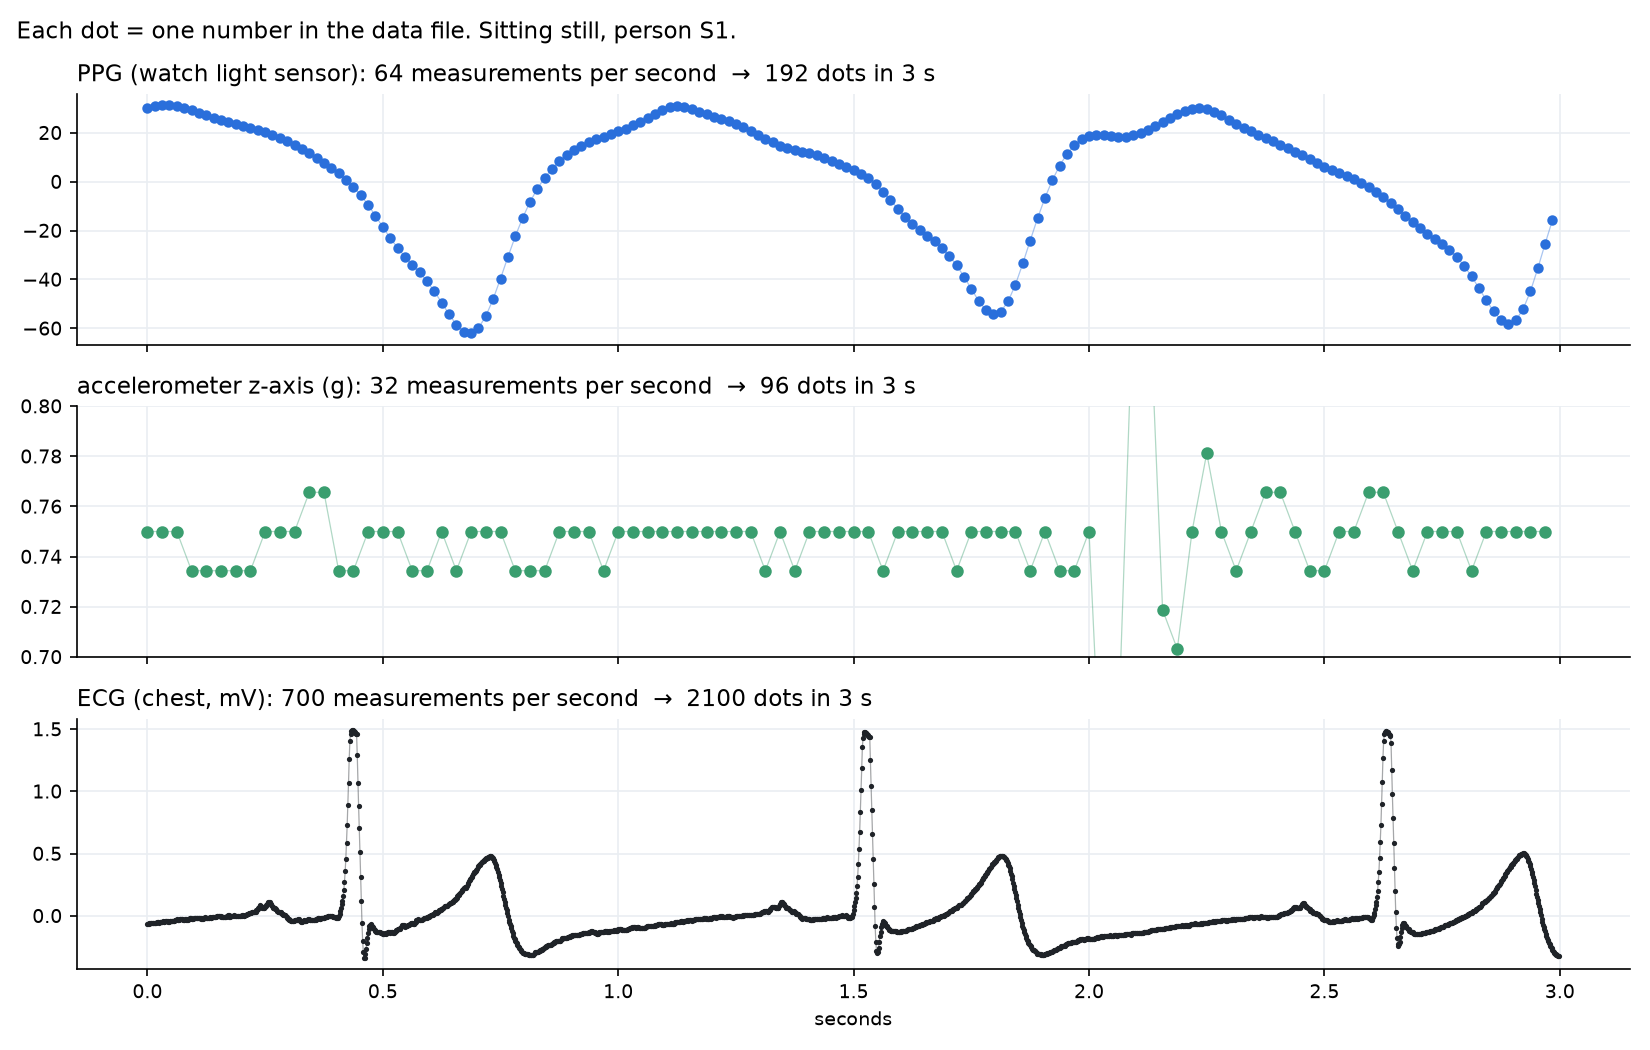 Each dot = one number in the data file. Sitting still, person S1.
PPG (watch light sensor): 64 measurements per second → 192 dots in 3 s
20
0
−20
−40
−60
accelerometer z-axis (g): 32 measurements per second → 96 dots in 3 s
0.80
0.78
0.76
0.74
0.72
0.70
ECG (chest, mV): 700 measurements per second → 2100 dots in 3 s
1.5
1.0
0.5
0.0
0.0 0.5 1.0 1.5 2.0 2.5 3.0
seconds